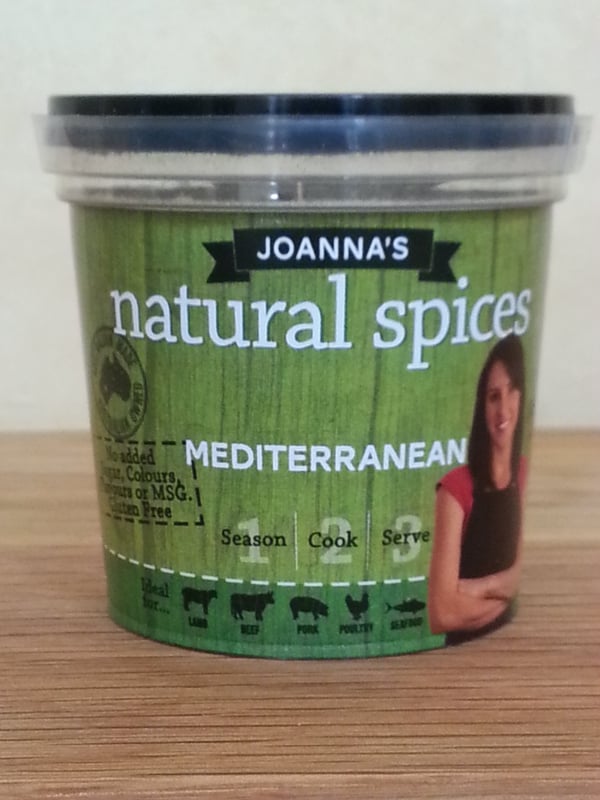 JOANNA'S
natural spices
MEDITERRANEAN
No added
Sugar, Colours,
or MSG.
Gluten Free
1 2 3
Season Cook Serve
Ideal
for...
LAMB BEEF PORK POULTRY SEAFOOD